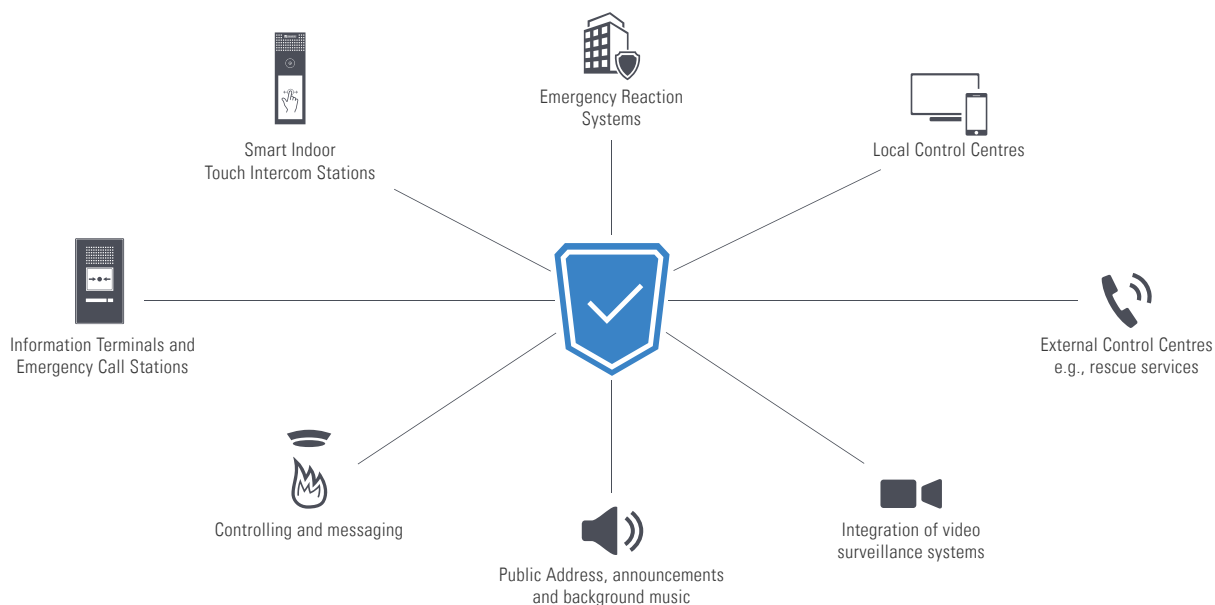 Emergency Reaction
Systems
Smart Indoor
Touch Intercom Stations
Local Control Centres
Information Terminals and
Emergency Call Stations
External Control Centres
e.g., rescue services
Controlling and messaging
Integration of video
surveillance systems
Public Address, announcements
and background music